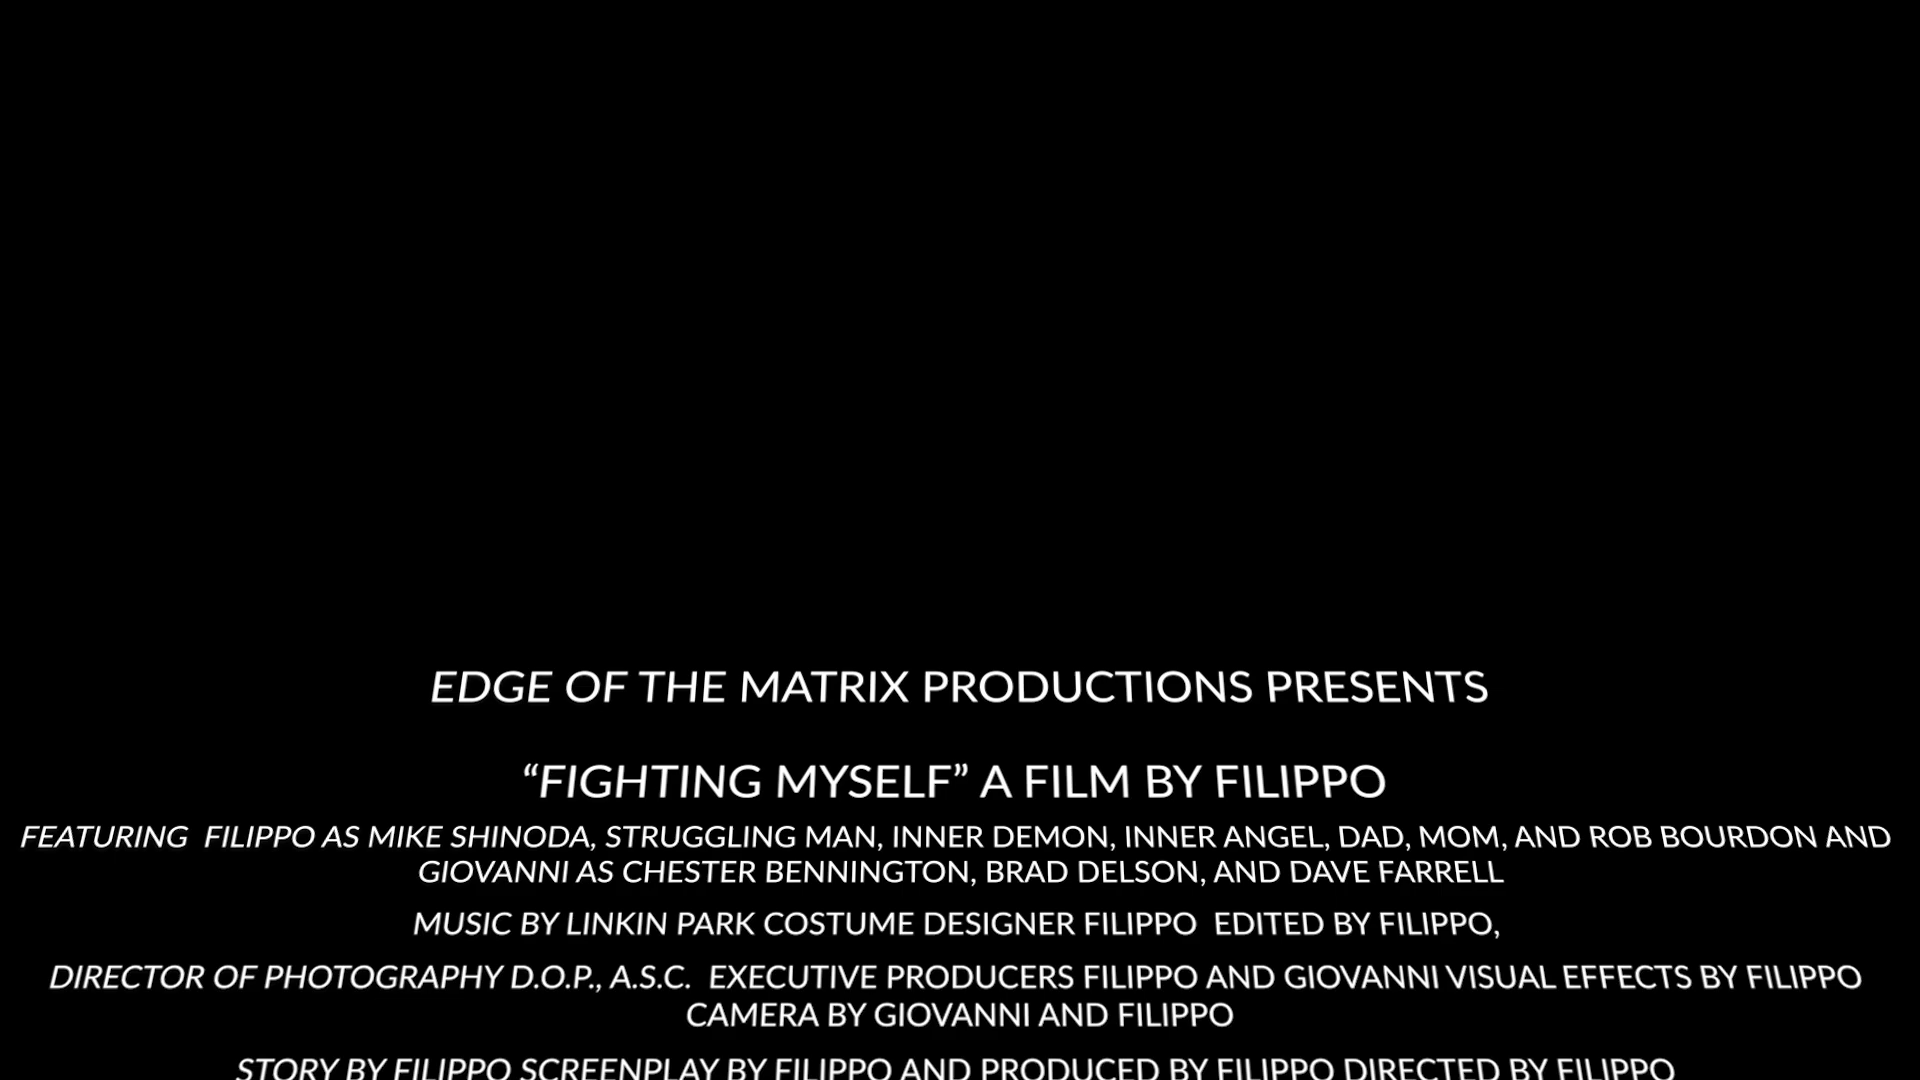 EDGE OF THE MATRIX PRODUCTIONS PRESENTS
“FIGHTING MYSELF” A FILM BY FILIPPO
FEATURING FILIPPO AS MIKE SHINODA, STRUGGLING MAN, INNER DEMON, INNER ANGEL, DAD, MOM, AND ROB BOURDON AND
GIOVANNI AS CHESTER BENNINGTON, BRAD DELSON, AND DAVE FARRELL
MUSIC BY LINKIN PARK COSTUME DESIGNER FILIPPO EDITED BY FILIPPO,
DIRECTOR OF PHOTOGRAPHY D.O.P., A.S.C. EXECUTIVE PRODUCERS FILIPPO AND GIOVANNI VISUAL EFFECTS BY FILIPPO
CAMERA BY GIOVANNI AND FILIPPO
STORY BY FILIPPO SCREENPLAY BY FILIPPO AND PRODUCED BY FILIPPO DIRECTED BY FILIPPO